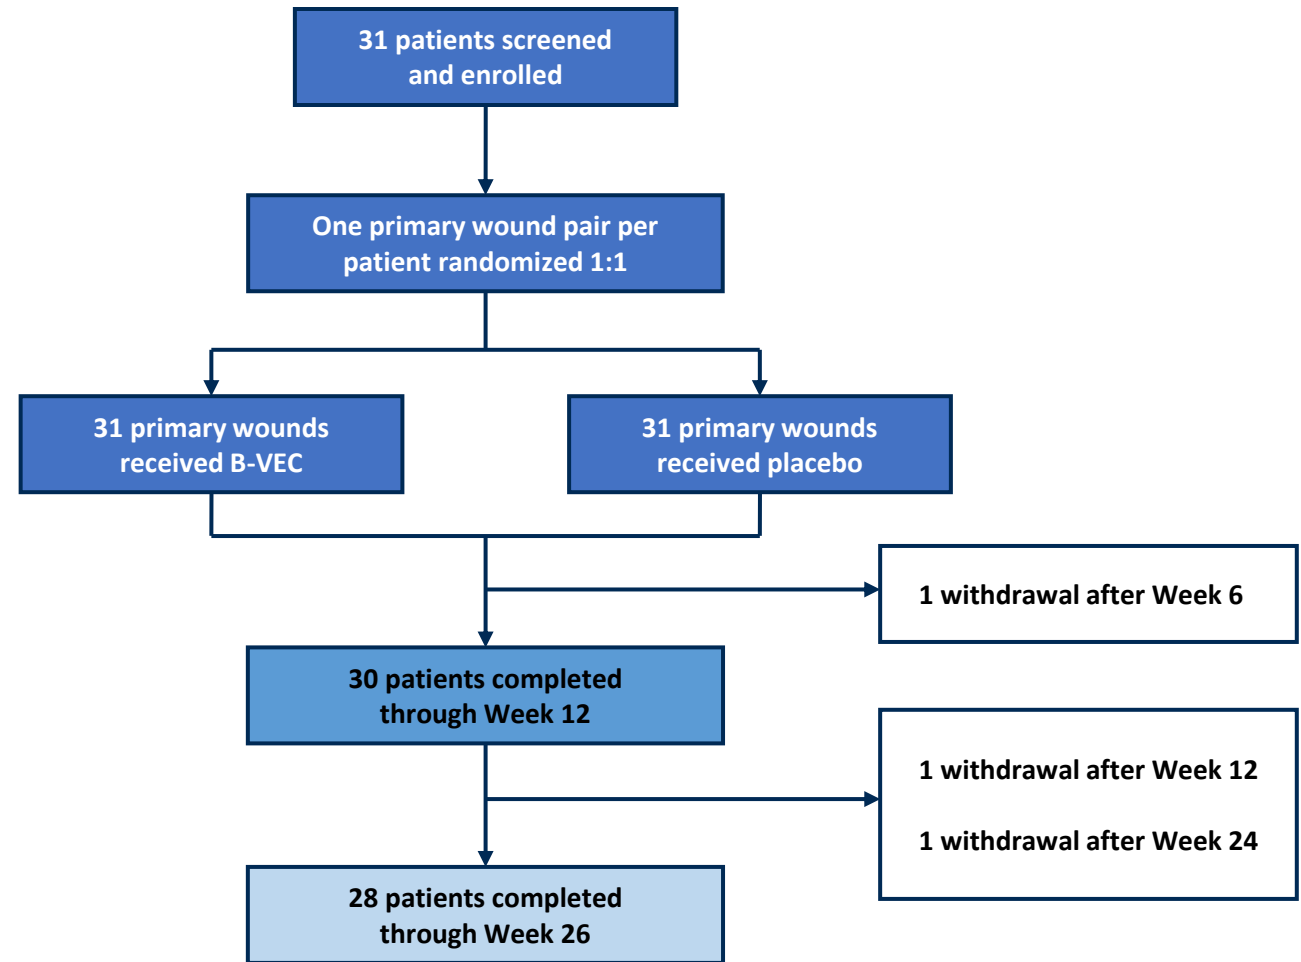 31 patients screened
and enrolled
One primary wound pair per
patient randomized 1:1
31 primary wounds
received B-VEC
31 primary wounds
received placebo
1 withdrawal after Week 6
30 patients completed
through Week 12
1 withdrawal after Week 12
1 withdrawal after Week 24
28 patients completed
through Week 26